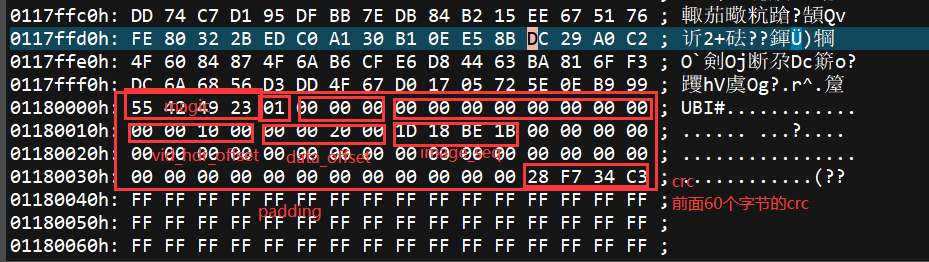 0117ffc0h: DD 74 C7 D1 95 DF BB 7E DB 84 B2 15 EE 67 51 76 ; 輙茄暾粇蹌?頢Qv
0117ffd0h: FE 80 32 2B ED C0 A1 30 B1 0E E5 8B DC 29 A0 C2 ; 䜣2+砝??鍕Ü)犅
0117ffe0h: 4F 60 84 87 4F 6A B6 CF E6 D8 44 63 BA 81 6F F3 ; O`剣Oj断尕Dc簛o?
0117fff0h: DC 6A 68 56 D3 DD 4F 67 D0 17 05 72 5E 0E B9 99 ; 躩hV虞Og?.r^.箼
01180000h: 55 42 49 23 01 00 00 00 00 00 00 00 00 00 00 00 ; UBI#............
magic
01180010h: 00 00 10 00 00 00 20 00 1D 18 BE 1B 00 00 00 00 ; ...... ...?....
vid_hdr_offset data_offset image_seq
01180020h: 00 00 00 00 00 00 00 00 00 00 00 00 00 00 00 00 ; ................
01180030h: 00 00 00 00 00 00 00 00 00 00 00 00 28 F7 34 C3 ; ............(??
crc
padding
前面60个字节的crc
01180040h: FF FF FF FF FF FF FF FF FF FF FF FF FF FF FF FF ;
01180050h: FF FF FF FF FF FF FF FF FF FF FF FF FF FF FF FF ;
01180060h: FF FF FF FF FF FF FF FF FF FF FF FF FF FF FF FF ;